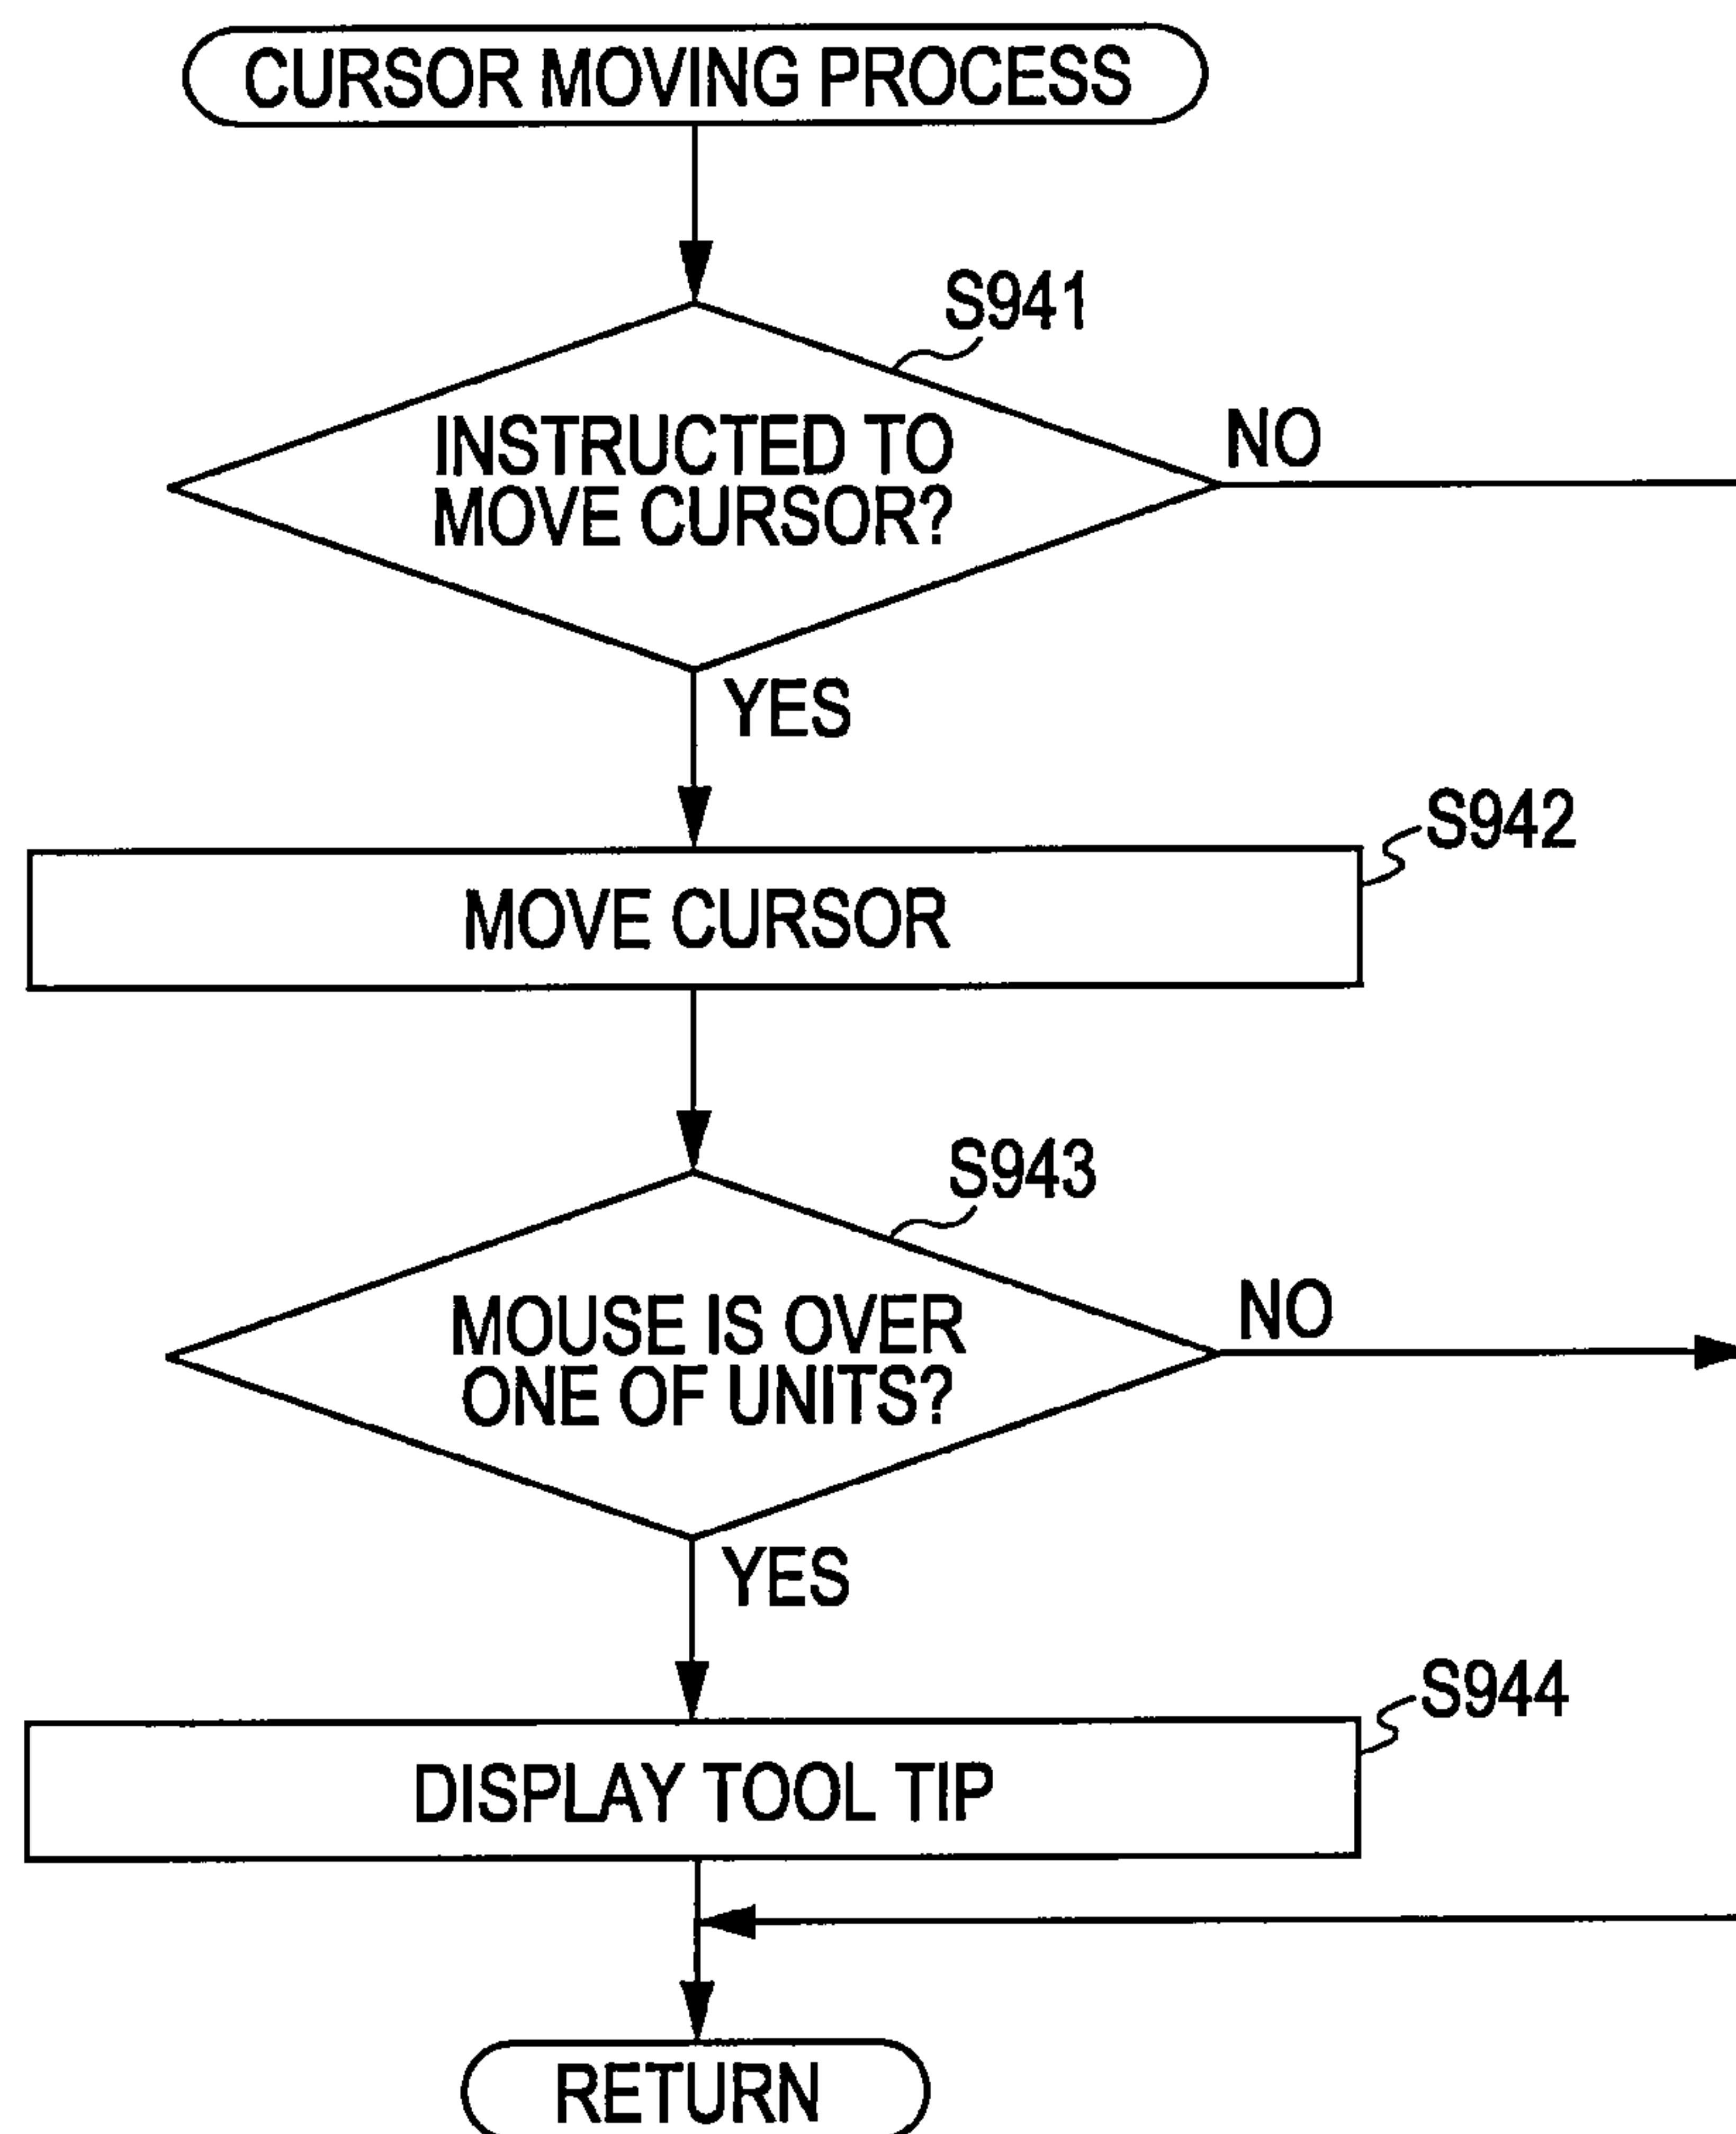 CURSOR MOVING PROCESS
S941
INSTRUCTED TO
MOVE CURSOR?
NO
YES
S942
MOVE CURSOR
S943
MOUSE IS OVER
ONE OF UNITS?
NO
YES
S944
DISPLAY TOOL TIP
RETURN